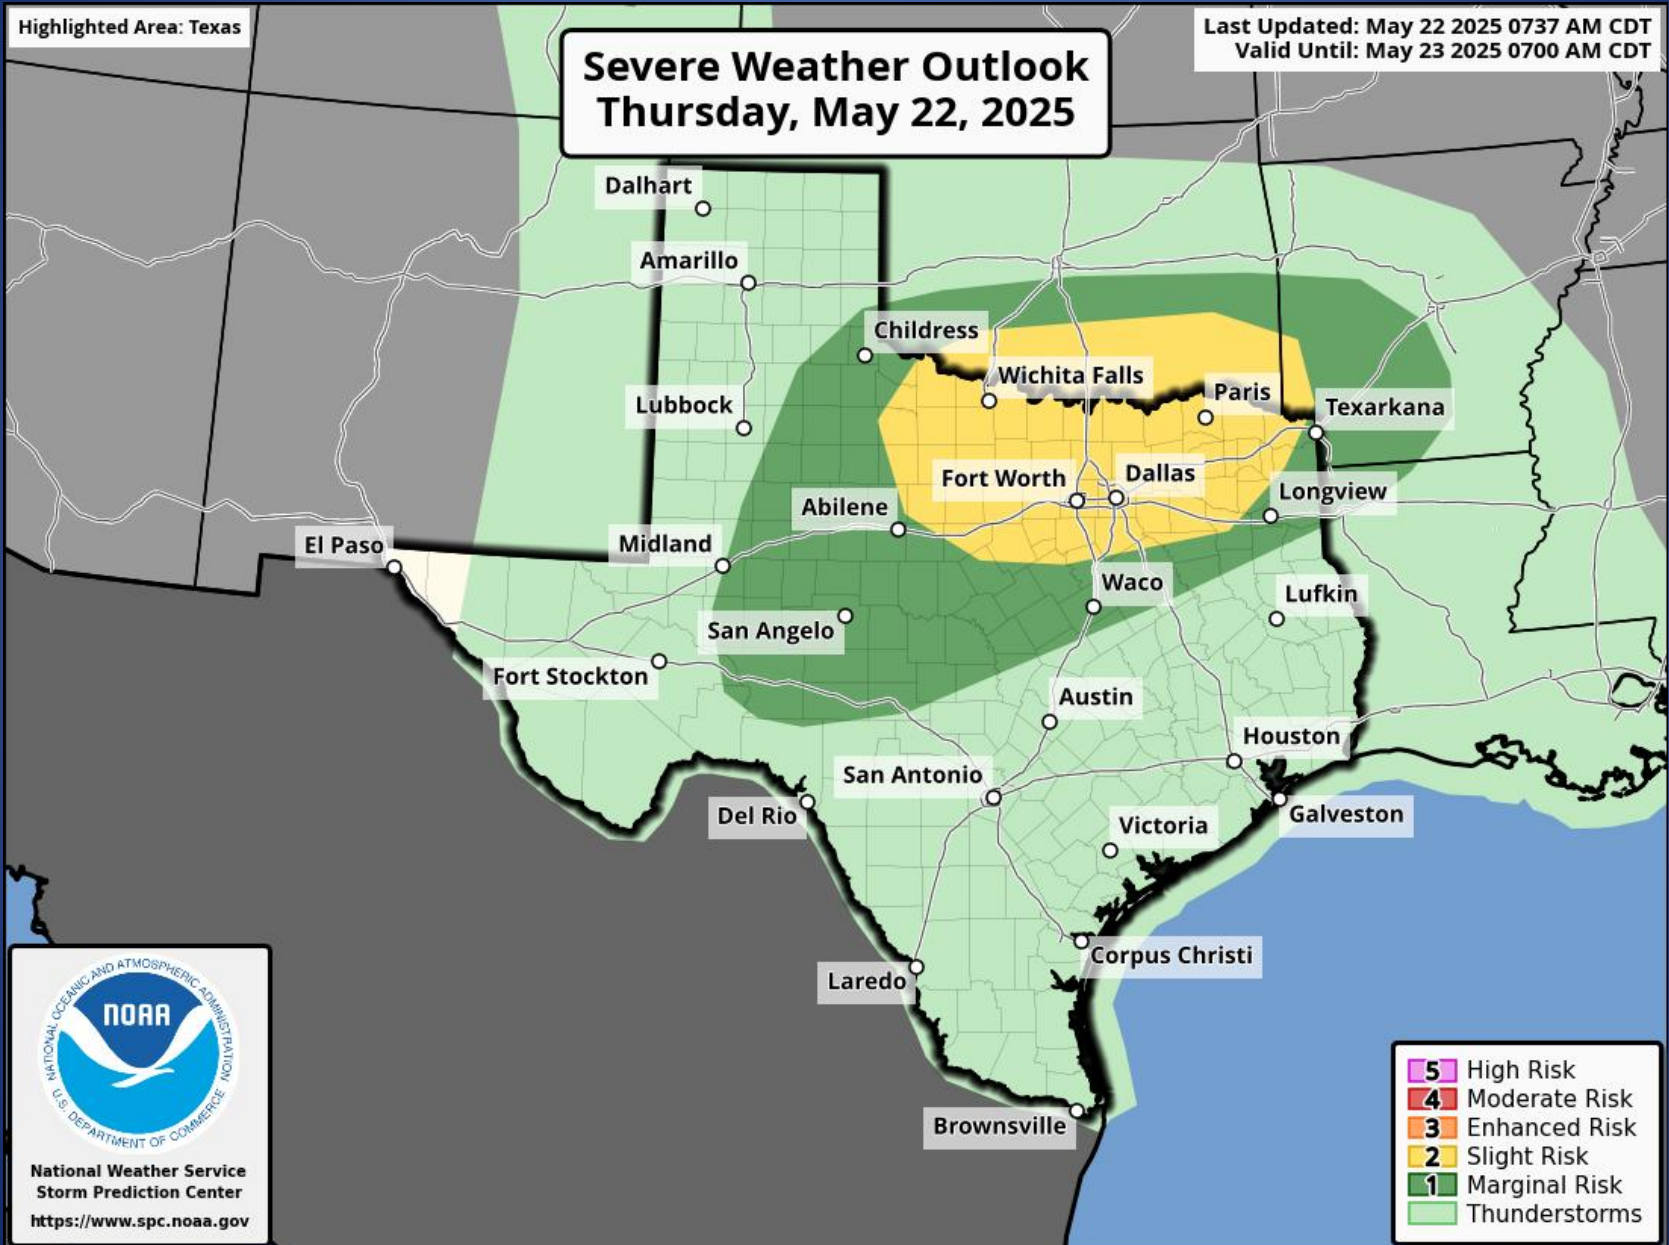 Highlighted Area: Texas
Severe Weather Outlook
Thursday, May 22, 2025
Last Updated: May 22 2025 0737 AM CDT
Valid Until: May 23 2025 0700 AM CDT
Dalhart
Amarillo
Childress
Wichita Falls
Paris
Lubbock
Texarkana
Fort Worth
Dallas
Abilene
Longview
El Paso
Midland
Waco
Lufkin
San Angelo
Fort Stockton
Austin
Houston
San Antonio
Del Rio
Galveston
Victoria
Corpus Christi
Laredo
Brownsville
NATIONAL OCEANIC AND ATMOSPHERIC ADMINISTRATION
NOAA
U.S. DEPARTMENT OF COMMERCE
National Weather Service
Storm Prediction Center
https://www.spc.noaa.gov
5 High Risk
4 Moderate Risk
3 Enhanced Risk
2 Slight Risk
1 Marginal Risk
Thunderstorms